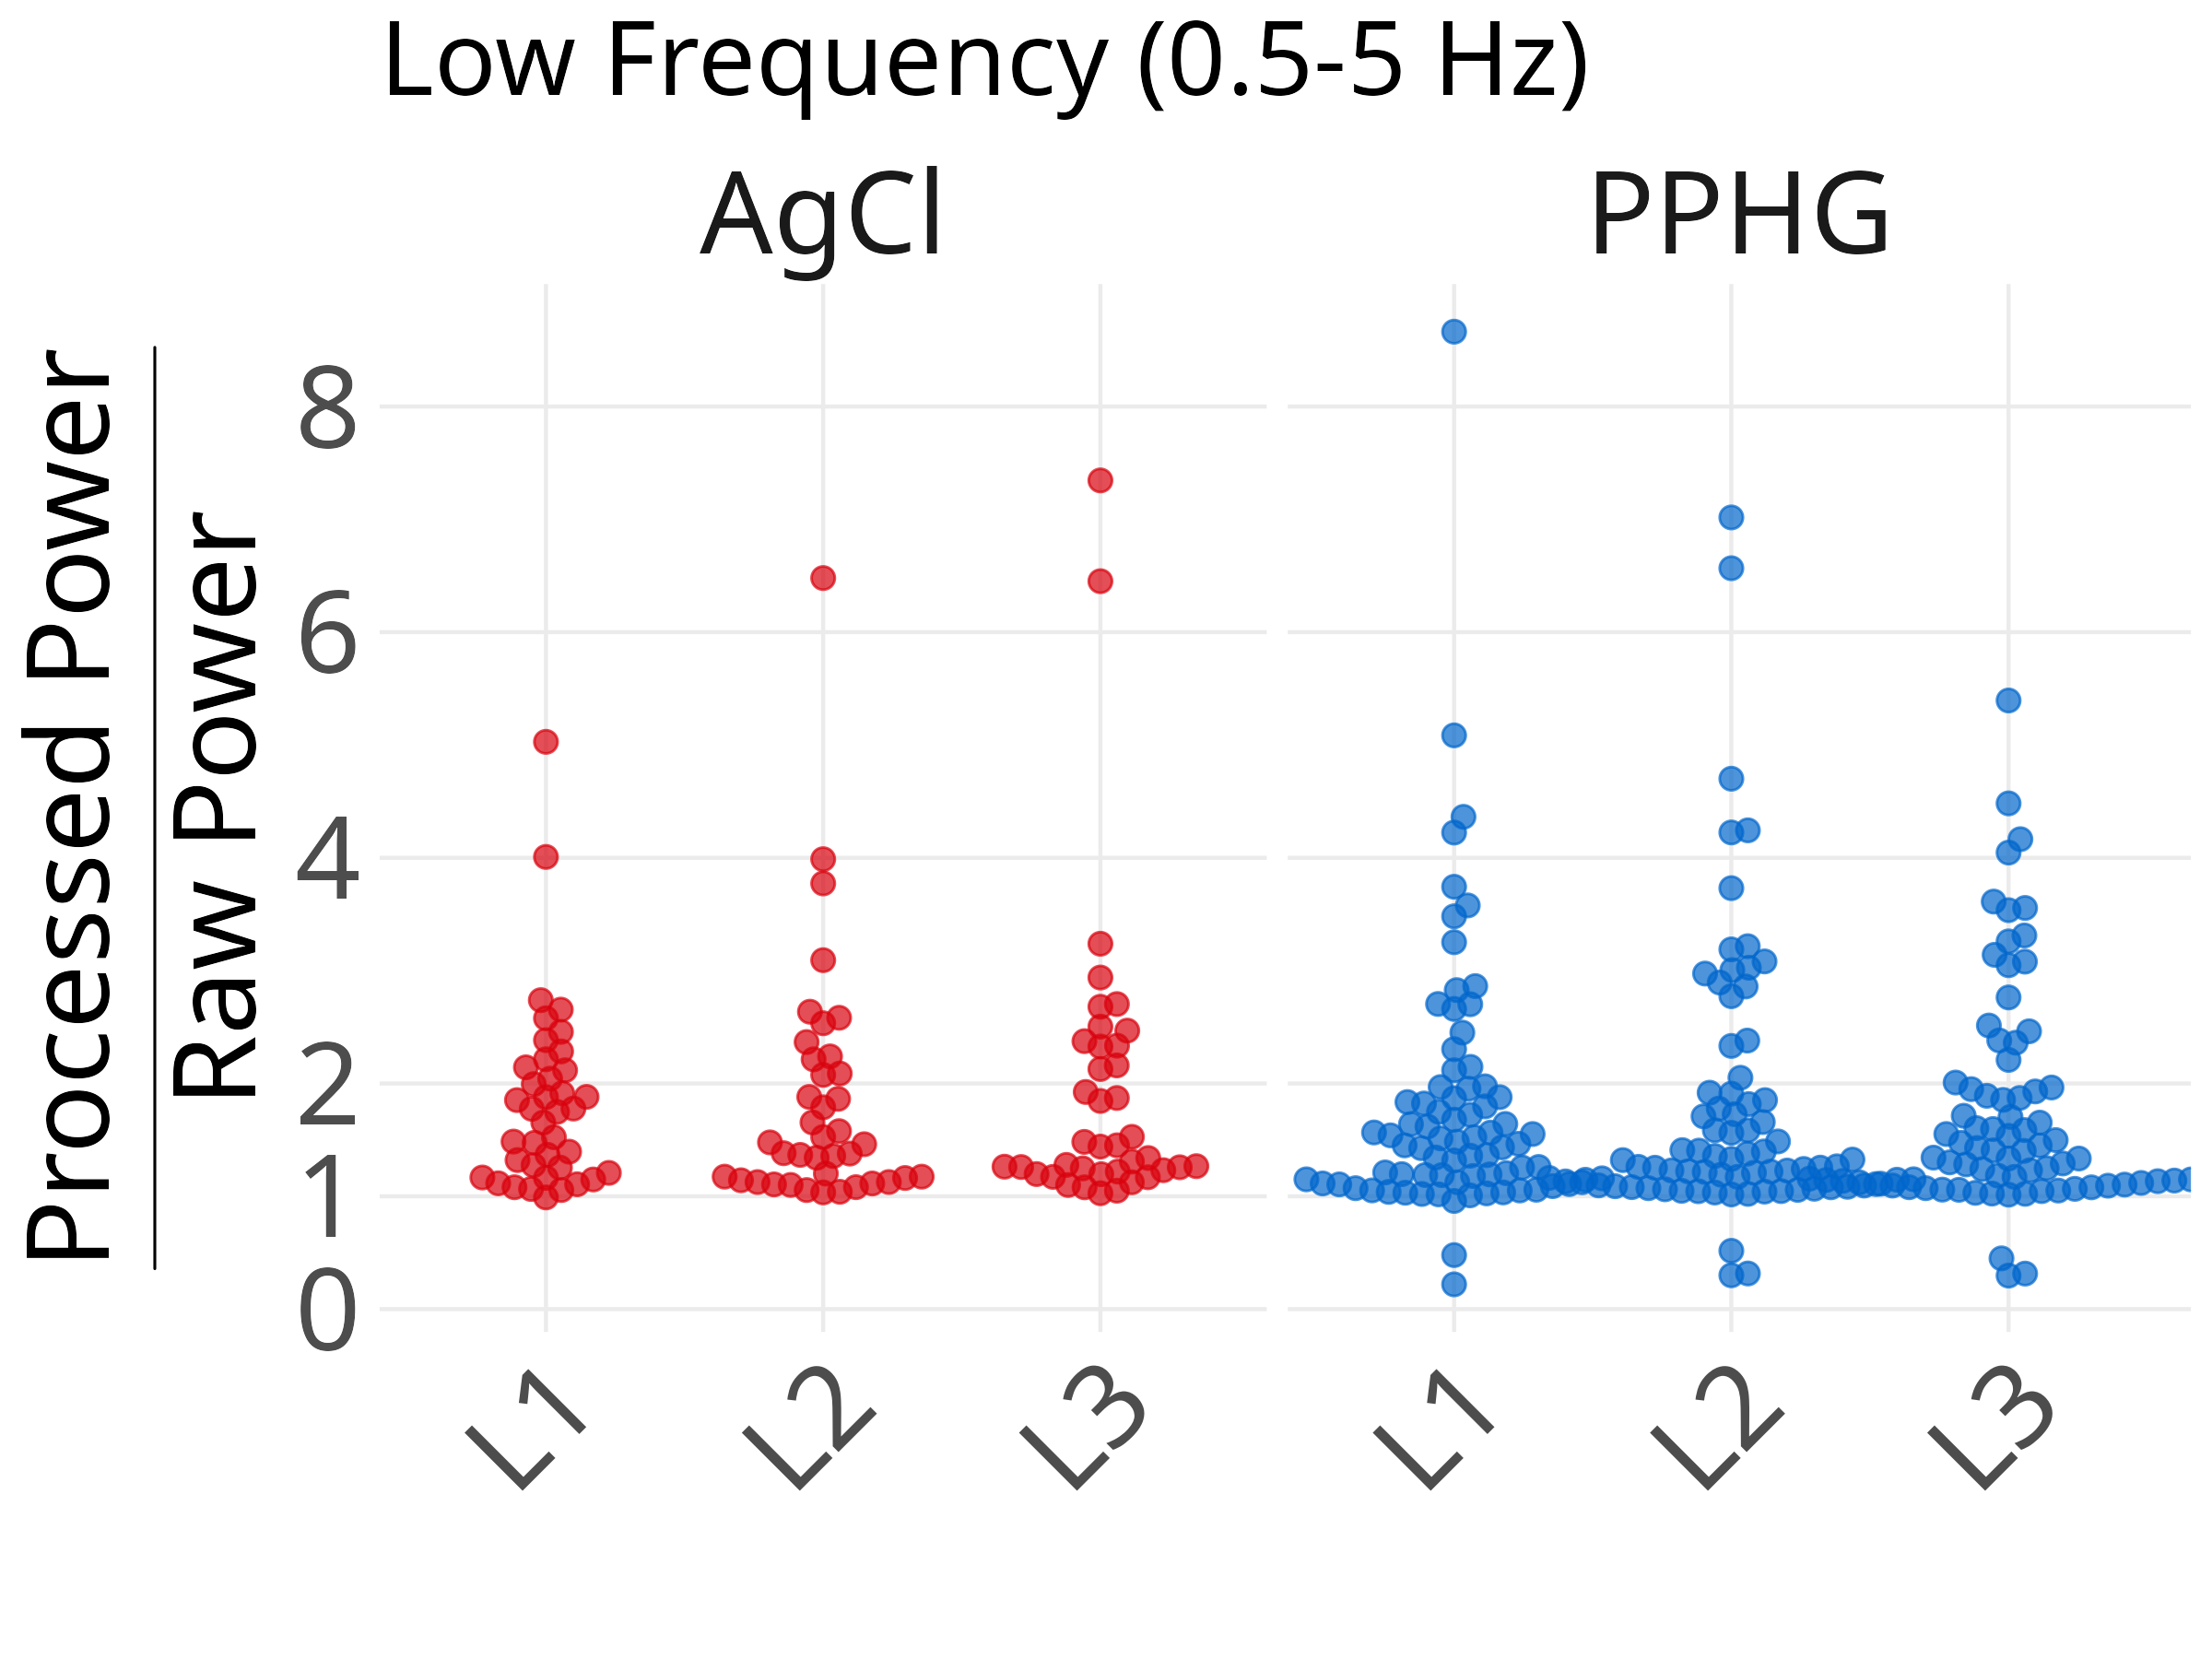 Low Frequency (0.5-5 Hz)
AgCl
PPHG
Processed Power
Raw Power
8
6
4
2
1
0
L1
L2
L3
L1
L2
L3